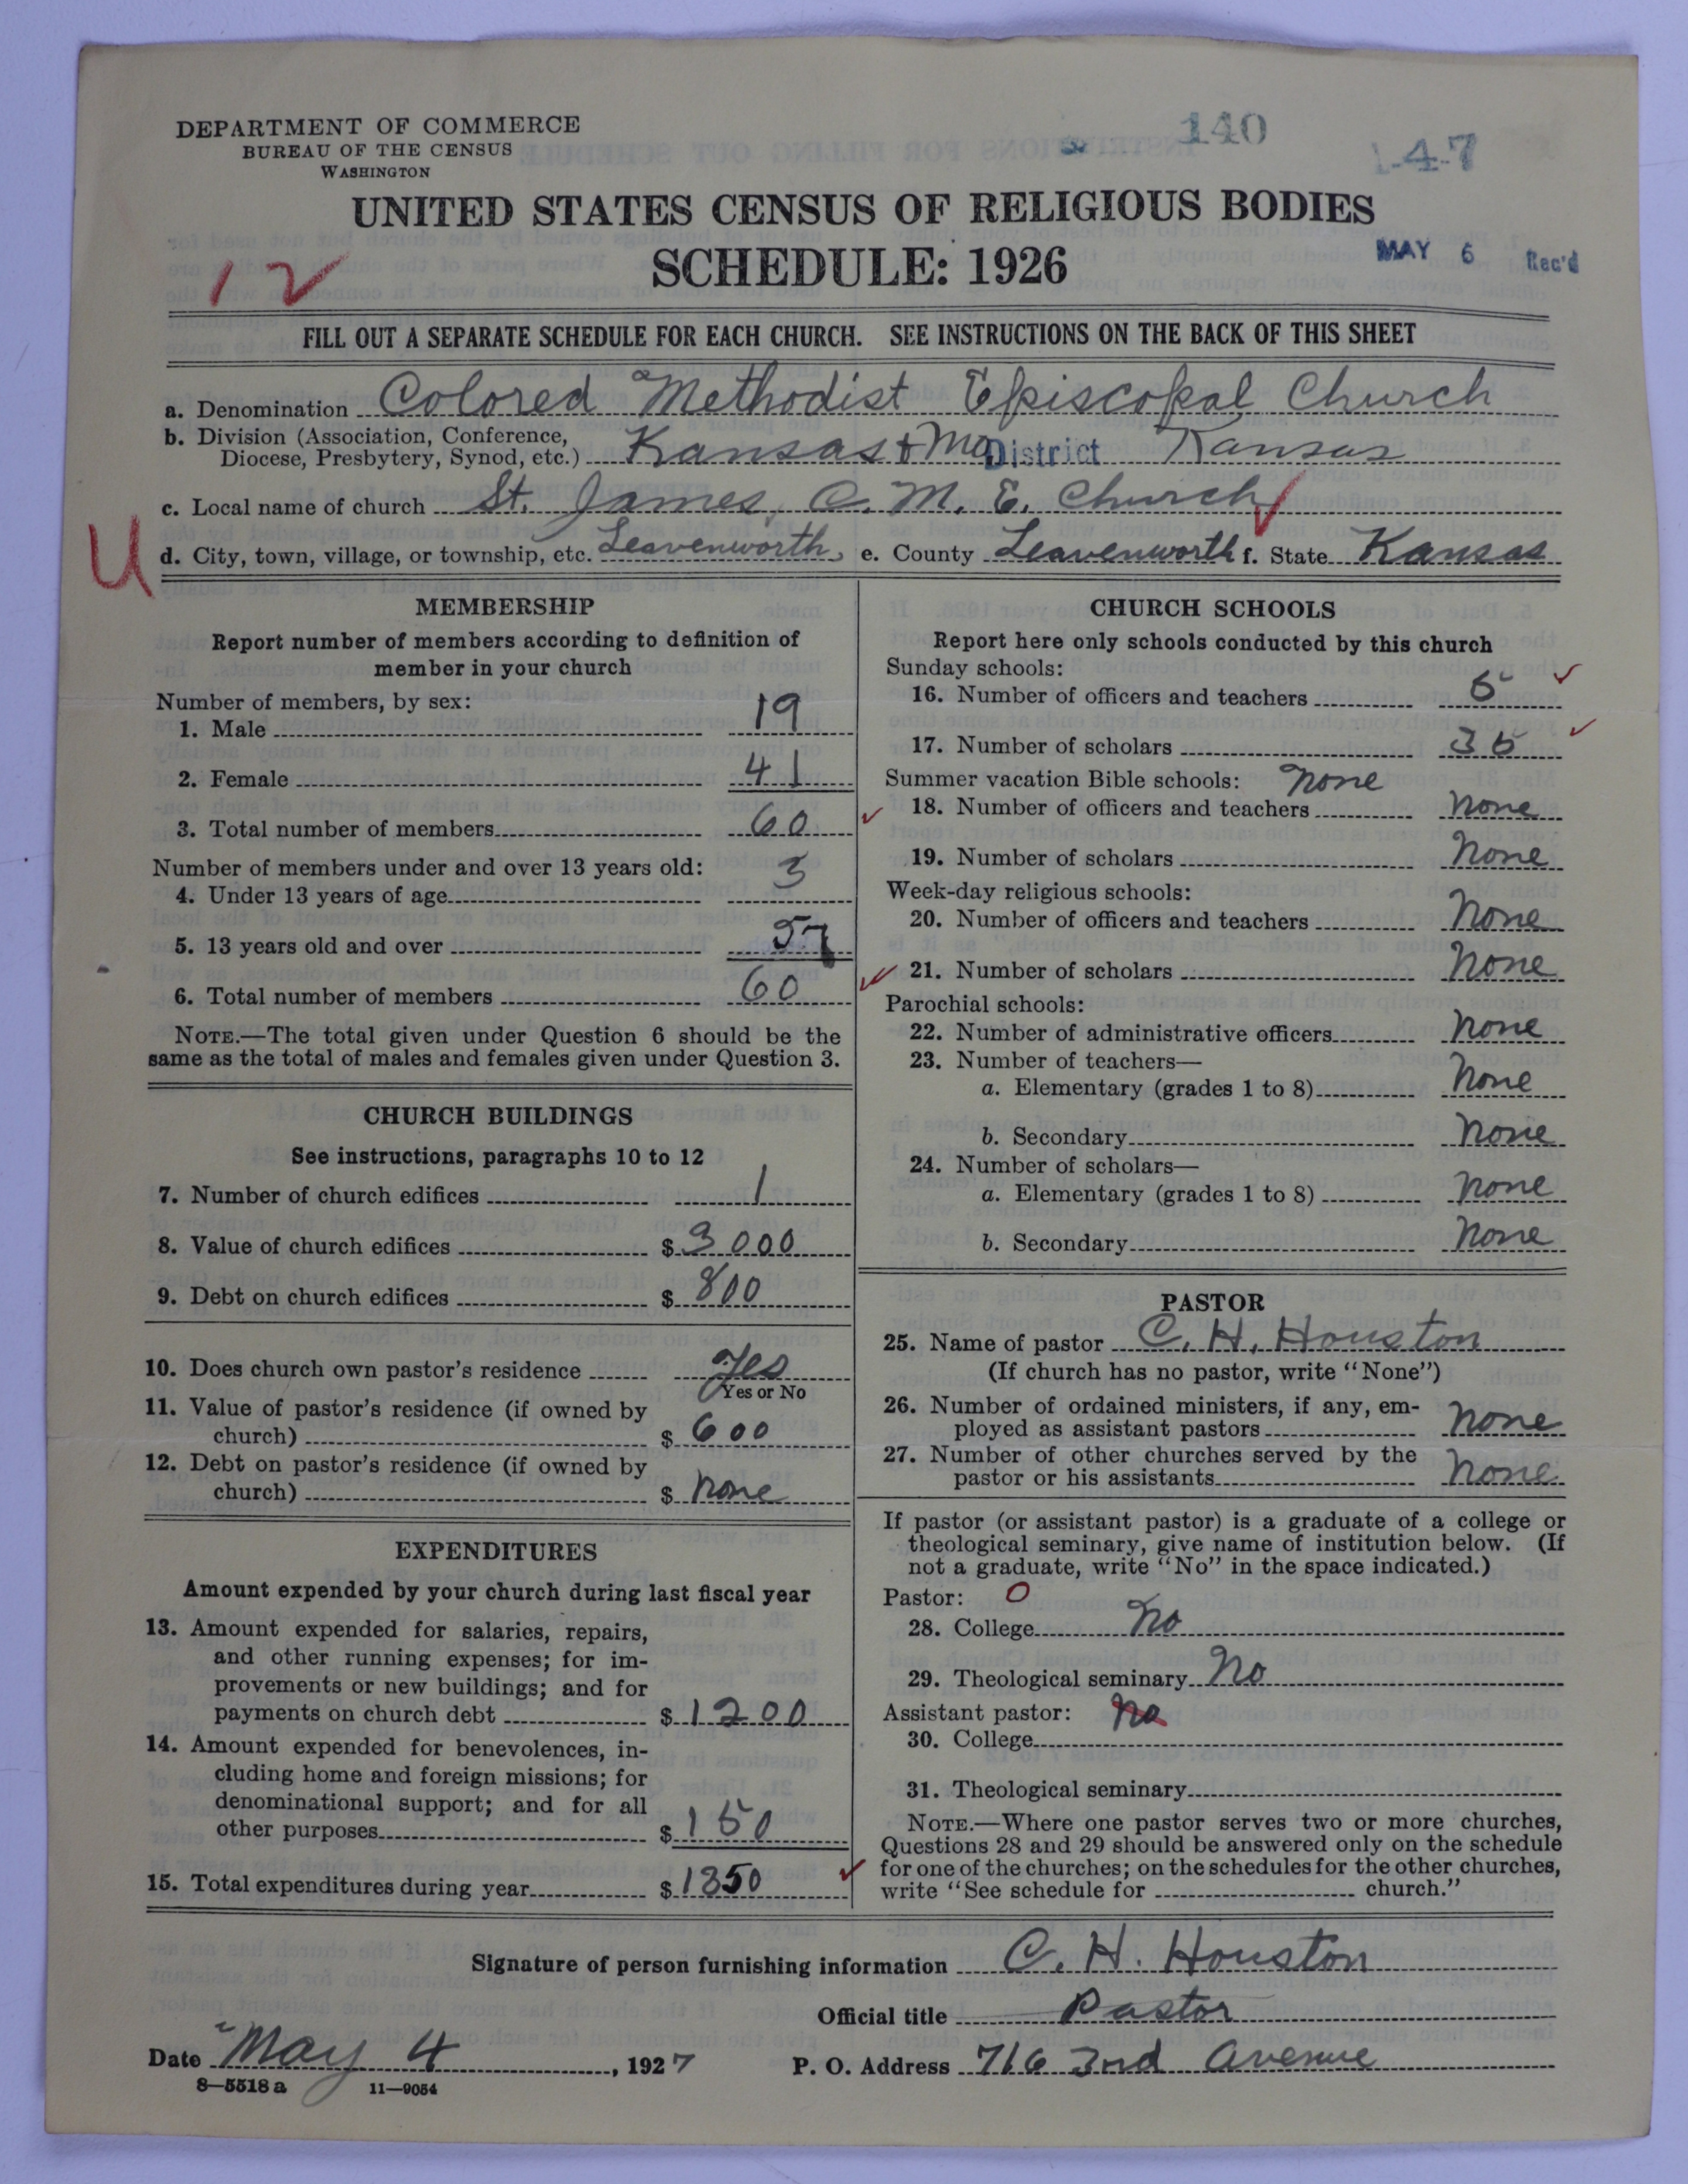 DEPARTMENT OF COMMERCE
BUREAU OF THE CENSUS
WASHINGTON
140
1-4-7
UNITED STATES CENSUS OF RELIGIOUS BODIES
SCHEDULE: 1926
MAY 6 Rec'd
12
FILL OUT A SEPARATE SCHEDULE FOR EACH CHURCH. SEE INSTRUCTIONS ON THE BACK OF THIS SHEET
a. Denomination Colored Methodist Episcopal Church
b. Division (Association, Conference,
Diocese, Presbytery, Synod, etc.) Kansas + Mo District Kansas
c. Local name of church St. James, C. M. E. Church
U
d. City, town, village, or township, etc. Leavenworth, e. County Leavenworth f. State Kansas
MEMBERSHIP
Report number of members according to definition of
member in your church
Number of members, by sex:
1. Male 19
2. Female 41
3. Total number of members 60
Number of members under and over 13 years old:
4. Under 13 years of age 3
5. 13 years old and over 57
6. Total number of members 60
NOTE.—The total given under Question 6 should be the
same as the total of males and females given under Question 3.
CHURCH BUILDINGS
See instructions, paragraphs 10 to 12
7. Number of church edifices 1
8. Value of church edifices $ 3000
9. Debt on church edifices $ 800
10. Does church own pastor's residence Yes
Yes or No
11. Value of pastor's residence (if owned by
church) $ 600
12. Debt on pastor's residence (if owned by
church) $ none
EXPENDITURES
Amount expended by your church during last fiscal year
13. Amount expended for salaries, repairs,
and other running expenses; for im-
provements or new buildings; and for
payments on church debt $ 1200
14. Amount expended for benevolences, in-
cluding home and foreign missions; for
denominational support; and for all
other purposes $ 150
15. Total expenditures during year $ 1350
CHURCH SCHOOLS
Report here only schools conducted by this church
Sunday schools:
16. Number of officers and teachers 5
17. Number of scholars 35
Summer vacation Bible schools: none
18. Number of officers and teachers none
19. Number of scholars none
Week-day religious schools:
20. Number of officers and teachers none
21. Number of scholars none
Parochial schools:
22. Number of administrative officers none
23. Number of teachers—
a. Elementary (grades 1 to 8) none
b. Secondary none
24. Number of scholars—
a. Elementary (grades 1 to 8) none
b. Secondary none
PASTOR
25. Name of pastor C. H. Houston
(If church has no pastor, write "None")
26. Number of ordained ministers, if any, em-
ployed as assistant pastors none
27. Number of other churches served by the
pastor or his assistants none
If pastor (or assistant pastor) is a graduate of a college or
theological seminary, give name of institution below. (If
not a graduate, write "No" in the space indicated.)
Pastor: 0
28. College No
29. Theological seminary No
Assistant pastor: No
30. College
31. Theological seminary
NOTE.—Where one pastor serves two or more churches,
Questions 28 and 29 should be answered only on the schedule
for one of the churches; on the schedules for the other churches,
write "See schedule for church."
Signature of person furnishing information C. H. Houston
Official title Pastor
Date May 4, 1927 P. O. Address 716 3rd Avenue
8—5518 a 11—9054